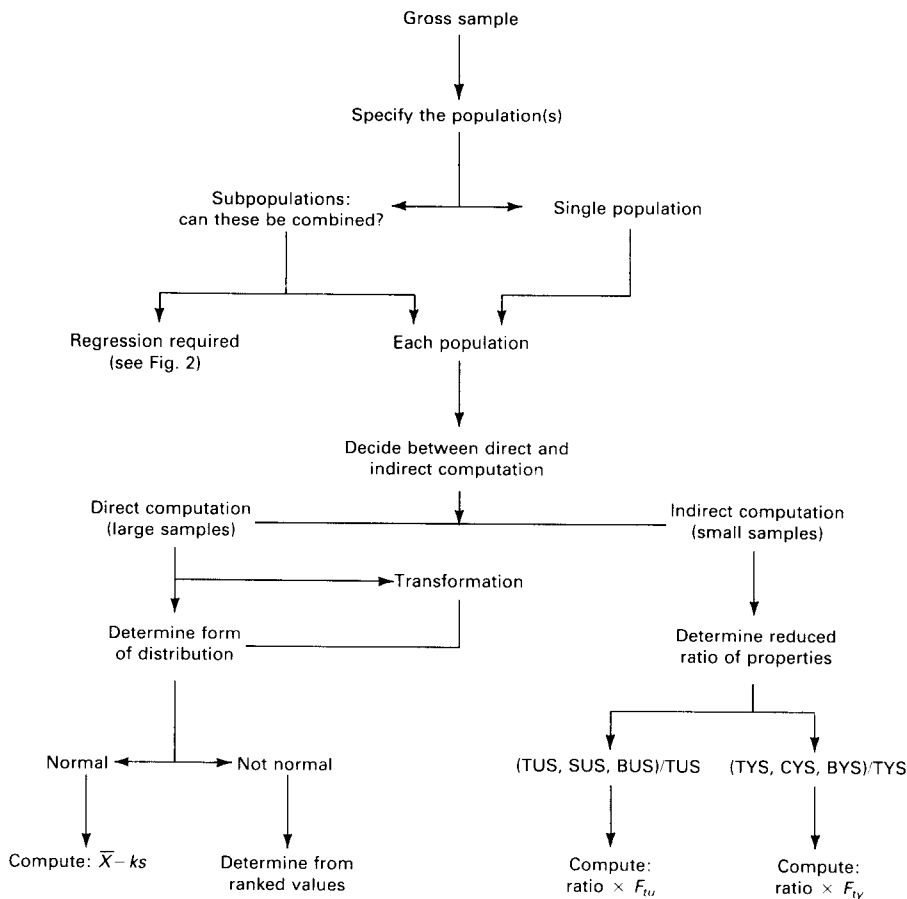 Gross sample
Specify the population(s)
Subpopulations:
can these be combined?
Single population
Regression required
(see Fig. 2)
Each population
Decide between direct and
indirect computation
Direct computation
(large samples)
Indirect computation
(small samples)
Transformation
Determine form
of distribution
Determine reduced
ratio of properties
Normal
Not normal
(TUS, SUS, BUS)/TUS
(TYS, CYS, BYS)/TYS
Compute: X̅ – ks
Determine from
ranked values
Compute:
ratio × F_tu
Compute:
ratio × F_ty